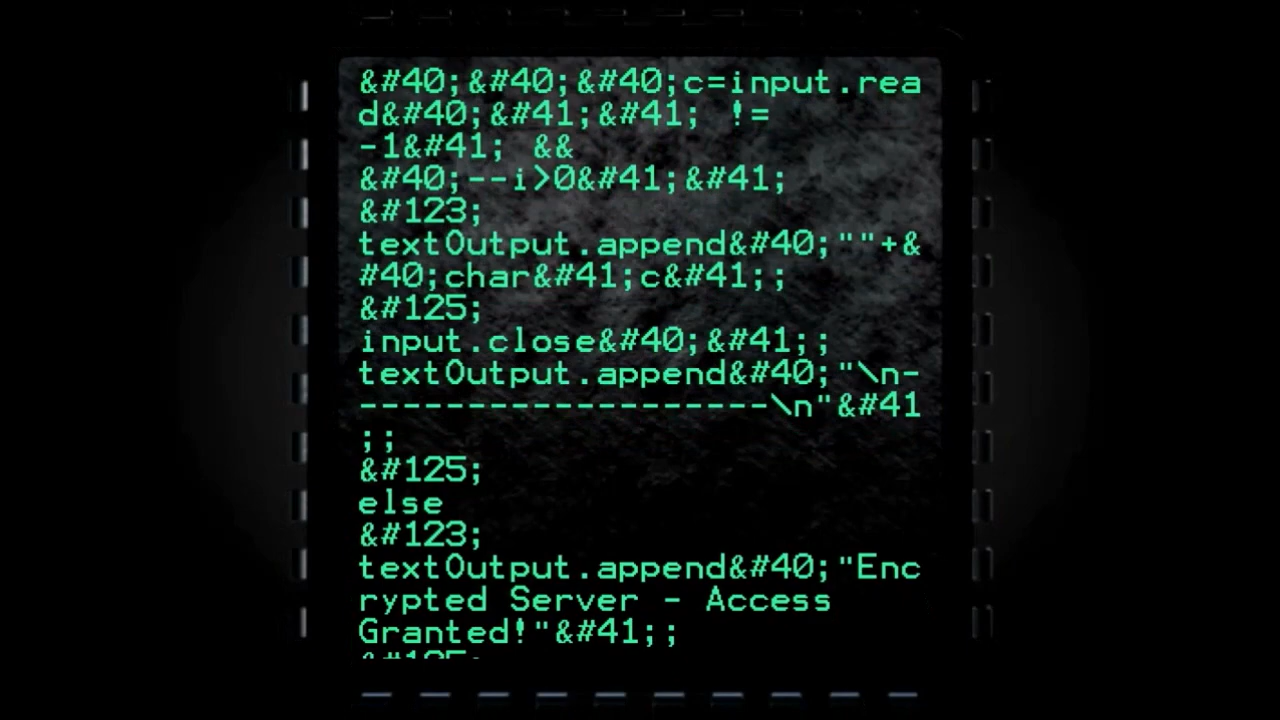 &#40;&#40;&#40;c=input.rea
d&#40;&#41;&#41; !=
-1&#41; &&
&#40;--i>0&#41;&#41;
&#123;
textOutput.append&#40;""+&
#40;char&#41;c&#41;;
&#125;
input.close&#40;&#41;;
textOutput.append&#40;"\n-
-------------------\n"&#41
;;
&#125;
else
&#123;
textOutput.append&#40;"Enc
rypted Server - Access
Granted!"&#41;;
&#125;